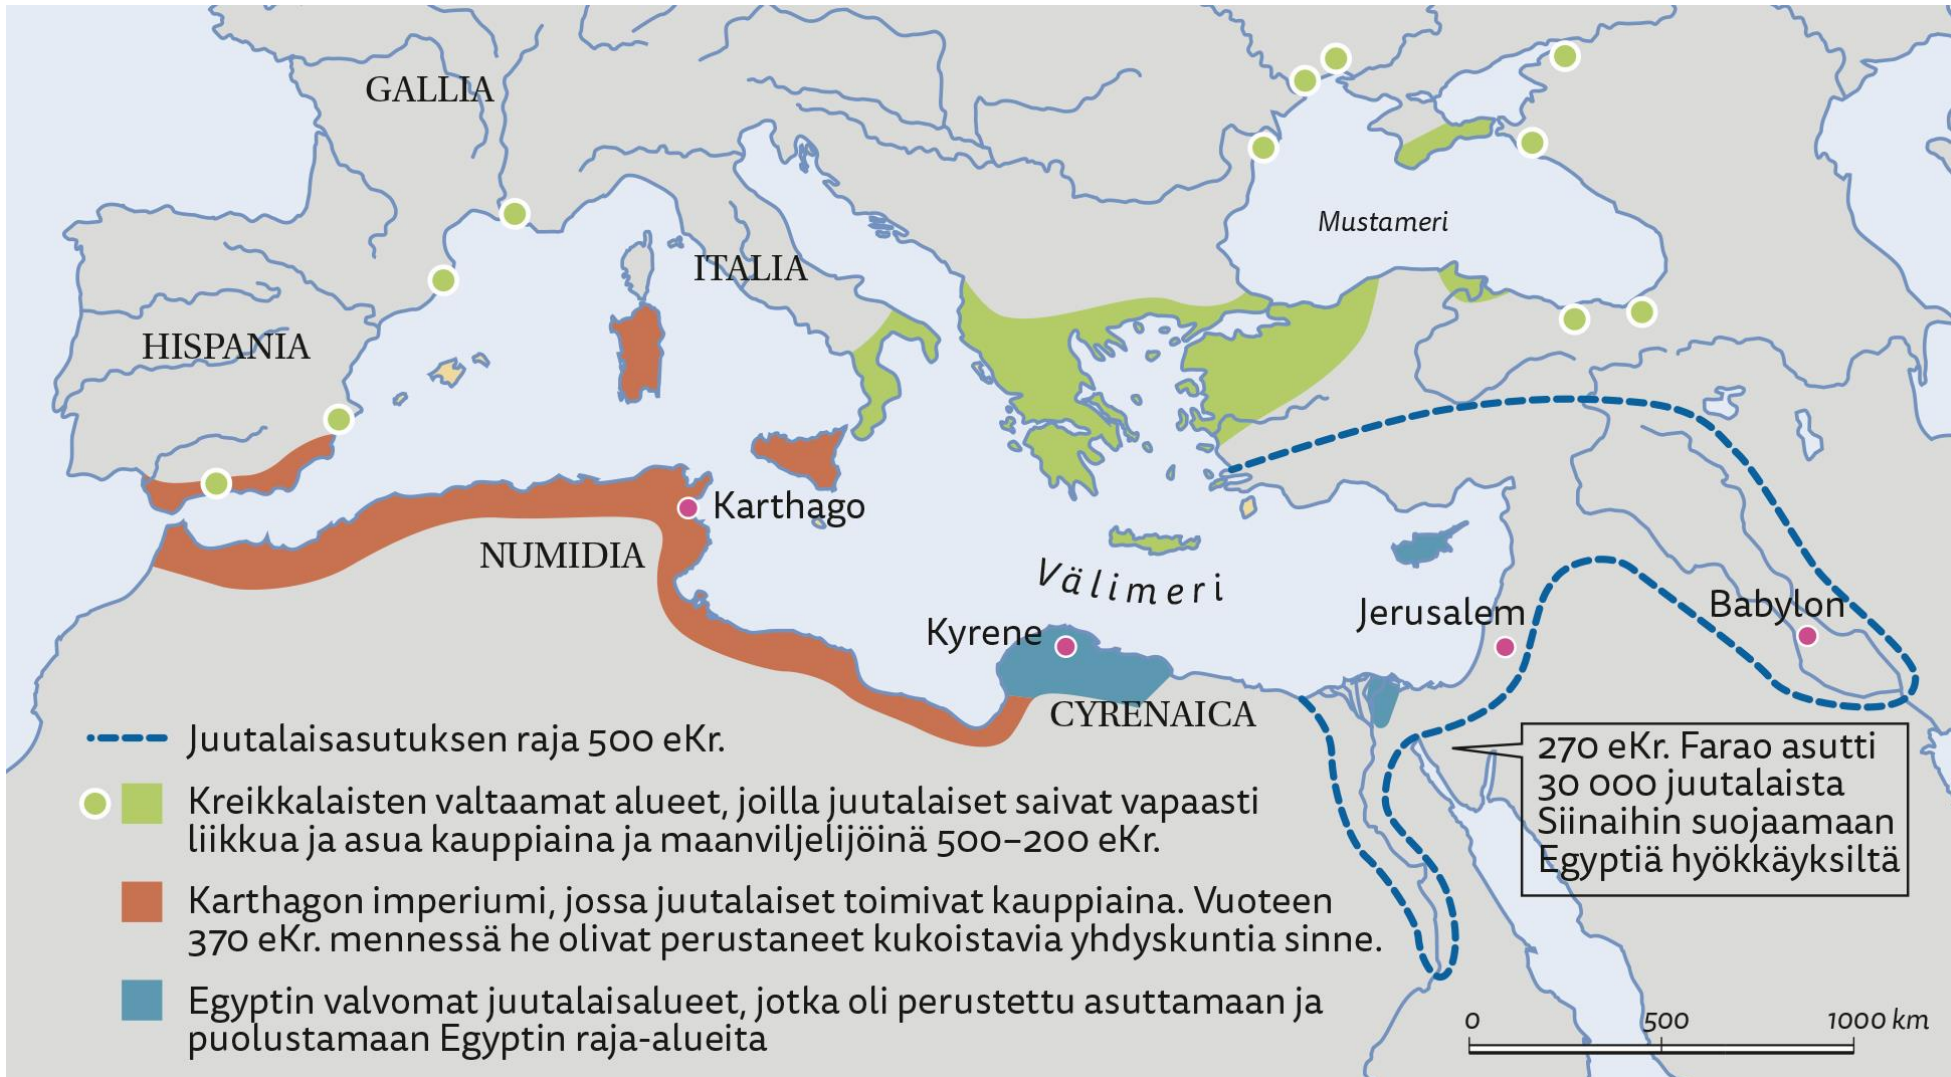 GALLIA
Mustameri
ITALIA
HISPANIA
Karthago
NUMIDIA
Välimeri
Jerusalem
Babylon
Kyrene
CYRENAICA
Juutalaisasutuksen raja 500 eKr.
Kreikkalaisten valtaamat alueet, joilla juutalaiset saivat vapaasti
liikkua ja asua kauppiaina ja maanviljelijöinä 500–200 eKr.
Karthagon imperiumi, jossa juutalaiset toimivat kauppiaina. Vuoteen
370 eKr. mennessä he olivat perustaneet kukoistavia yhdyskuntia sinne.
Egyptin valvomat juutalaisalueet, jotka oli perustettu asuttamaan ja
puolustamaan Egyptin raja-alueita
270 eKr. Farao asutti
30 000 juutalaista
Siinaihin suojaamaan
Egyptiä hyökkäyksiltä
0 500 1000 km